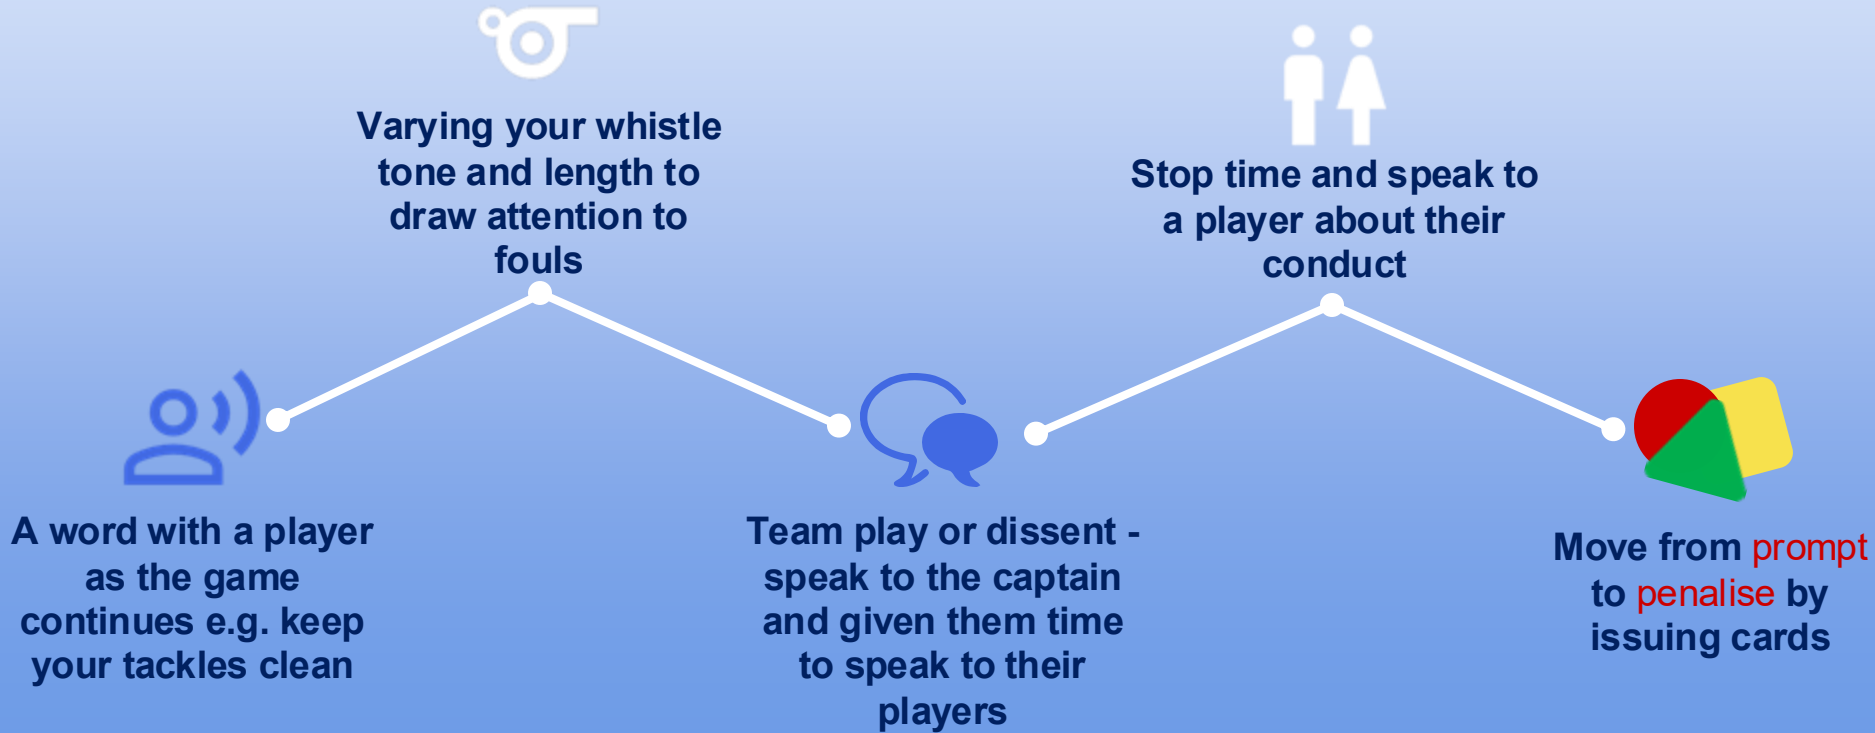 A word with a player
as the game
continues e.g. keep
your tackles clean
Varying your whistle
tone and length to
draw attention to
fouls
Team play or dissent -
speak to the captain
and given them time
to speak to their
players
Stop time and speak to
a player about their
conduct
Move from prompt
to penalise by
issuing cards